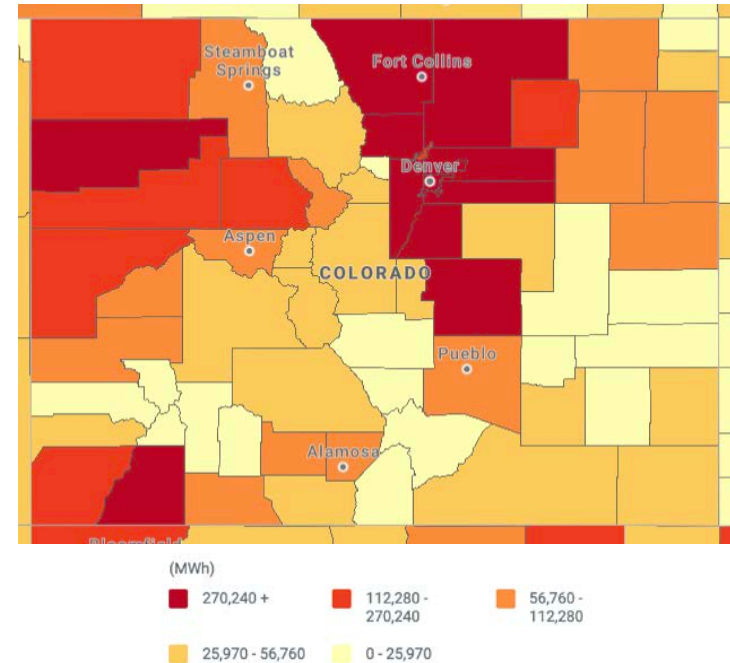 Steamboat
Springs
Fort Collins
Denver
Aspen
COLORADO
Pueblo
Alamosa
(MWh)
270,240 +
112,280 -
270,240
56,760 -
112,280
25,970 - 56,760
0 - 25,970